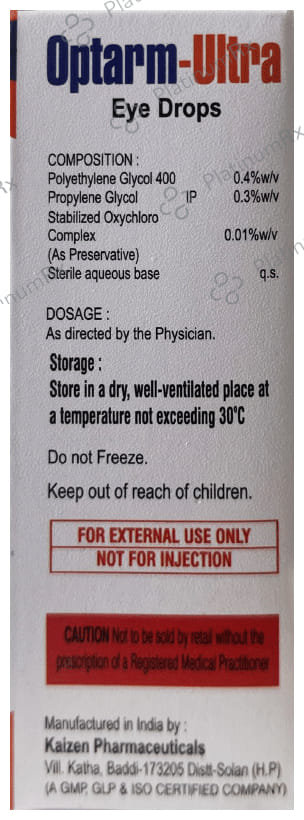 Optarm-Ultra
Eye Drops
COMPOSITION :
Polyethylene Glycol 400 0.4%w/v
Propylene Glycol IP 0.3%w/v
Stabilized Oxychloro
Complex 0.01%w/v
(As Preservative)
Sterile aqueous base q.s.
DOSAGE :
As directed by the Physician.
Storage :
Store in a dry, well-ventilated place at
a temperature not exceeding 30°C
Do not Freeze.
Keep out of reach of children.
FOR EXTERNAL USE ONLY
NOT FOR INJECTION
CAUTION Not to be sold by retail without the
prescription of a Registered Medical Practitioner
Manufactured in India by :
Kaizen Pharmaceuticals
Vill. Katha, Baddi-173205 Distt-Solan (H.P)
(A GMP, GLP & ISO CERTIFIED COMPANY)
PlatinumRx
PlatinumRx
PlatinumRx